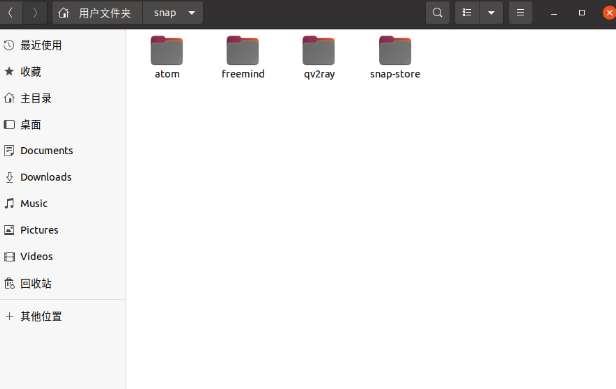 用户文件夹 snap
最近使用
收藏
主目录
桌面
Documents
Downloads
Music
Pictures
Videos
回收站
其他位置
atom freemind qv2ray snap-store